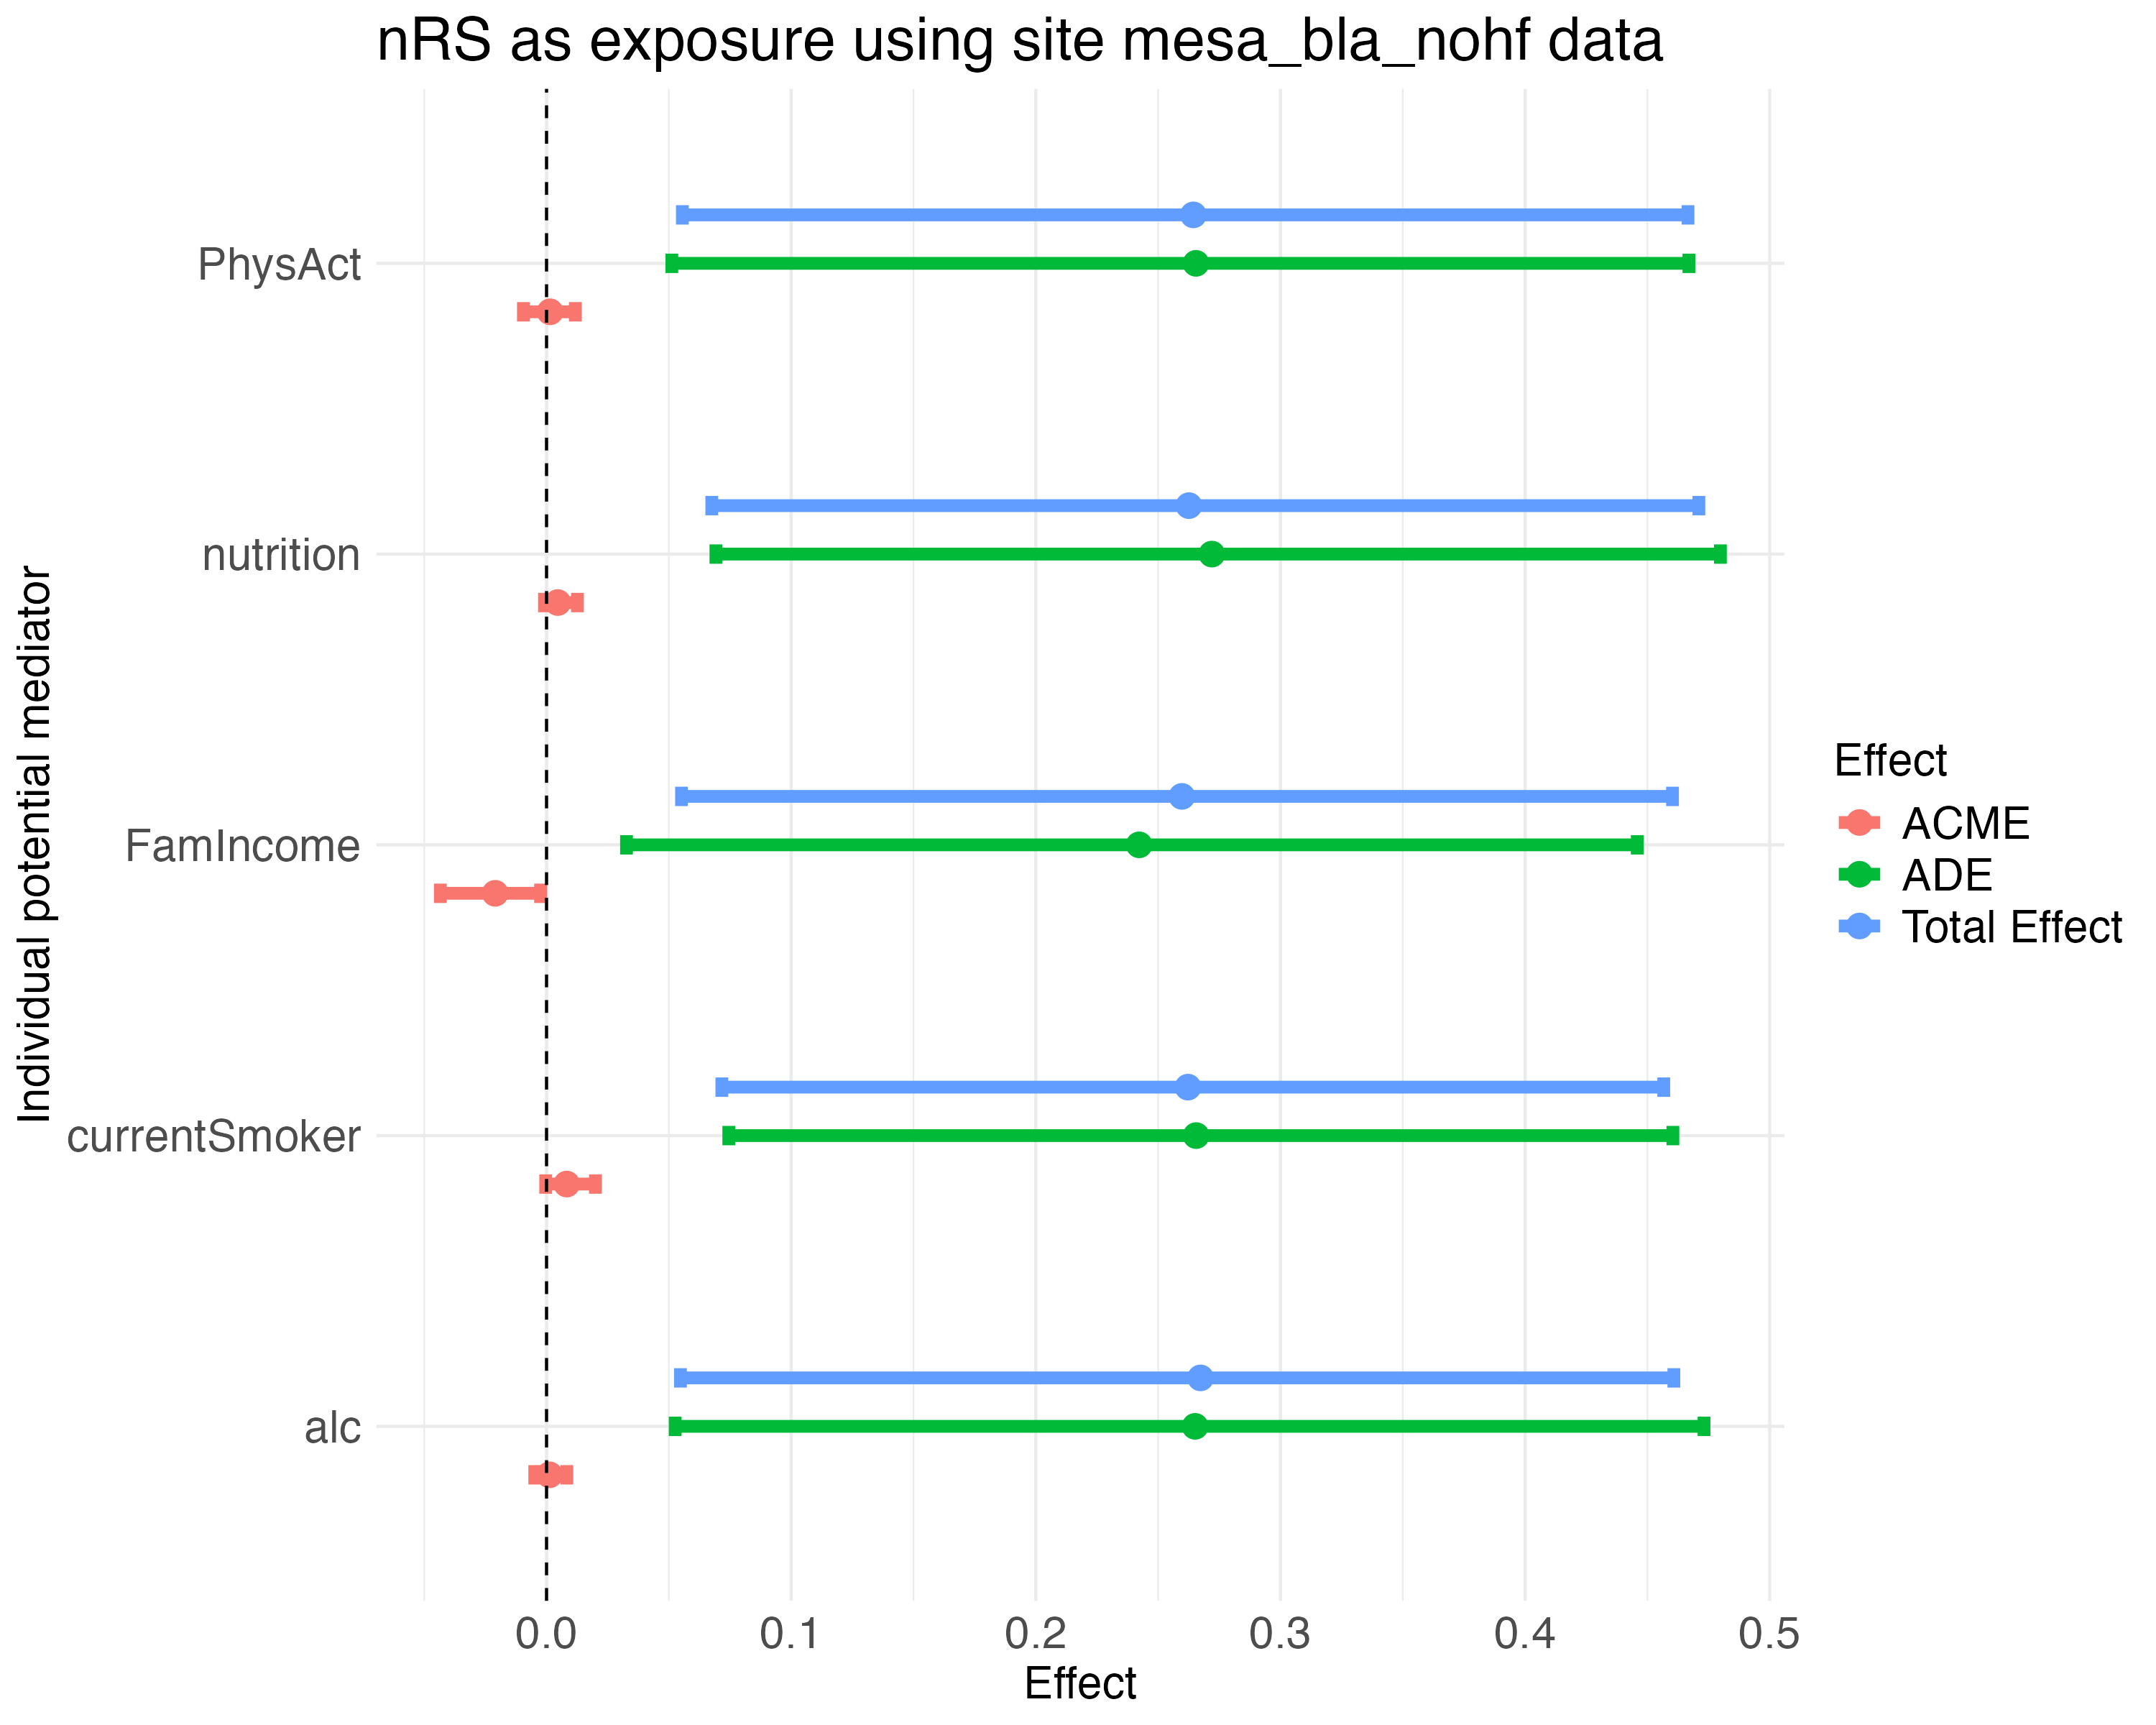 nRS as exposure using site mesa_bla_nohf data
Individual potential mediator
PhysAct
nutrition
FamIncome
currentSmoker
alc
0.0 0.1 0.2 0.3 0.4 0.5
Effect
Effect
ACME
ADE
Total Effect